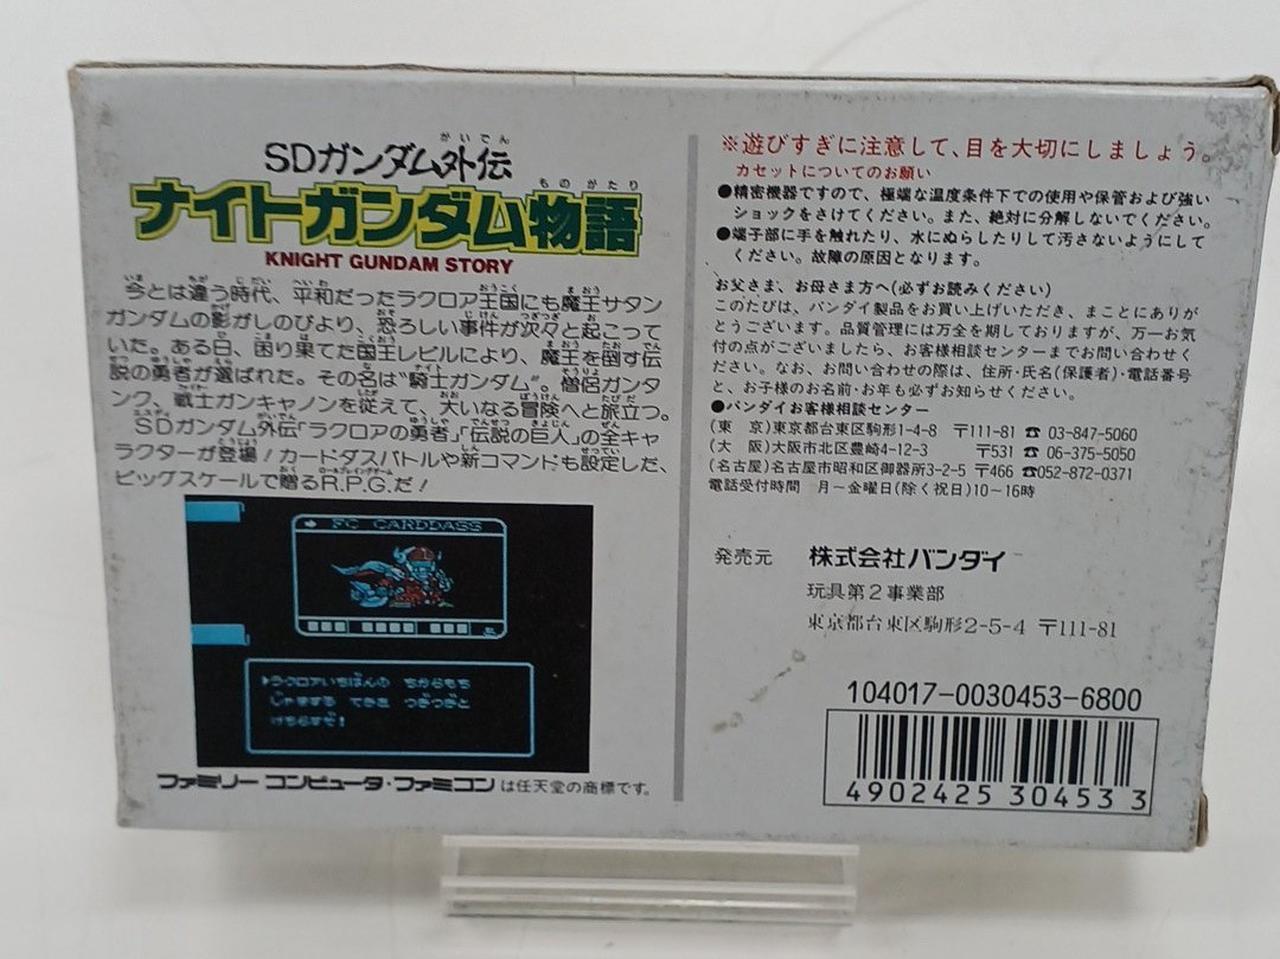 SDガンダム外伝
ナイトガンダム物語
KNIGHT GUNDAM STORY
今とは違う時代、平和だったラクロア王国にも魔王サタン
ガンダムの影がしのびより、恐ろしい事件が次々と起こって
いた。ある日、困り果てた国王レビルにより、魔王を倒す伝
説の勇者が選ばれた。その名は“騎士ガンダム”。僧侶ガンタ
ンク、戦士ガンキャノンを従えて、大いなる冒険へと旅立つ。
SDガンダム外伝「ラクロアの勇者」「伝説の巨人」の全キャ
ラクターが登場！カードダスバトルや新コマンドも設定した、
ビッグスケールで贈るR.P.G.だ！
FC CARDDASS
ラクロアいちばんの ちからもち
じゃまする てきを つぎつぎと
けちらすぞ！
ファミリーコンピュータ・ファミコンは任天堂の商標です。
※遊びすぎに注意して、目を大切にしましょう。
カセットについてのお願い
●精密機器ですので、極端な温度条件下での使用や保管および強い
ショックをさけてください。また、絶対に分解しないでください。
●端子部に手を触れたり、水にぬらしたりして汚さないようにして
ください。故障の原因となります。
お父さま、お母さま方へ(必ずお読みください)
このたびは、バンダイ製品をお買い上げいただき、まことにありが
とうございます。品質管理には万全を期しておりますが、万一お気
付の点がございましたら、お客様相談センターまでお問い合わせく
ださい。なお、お問い合わせの際は、住所・氏名(保護者)・電話番号
と、お子様のお名前・お年も必ずお知らせください。
●バンダイお客様相談センター
(東 京)東京都台東区駒形1-4-8 〒111-81 ☎ 03-847-5060
(大 阪)大阪市北区豊崎4-12-3 〒531 ☎ 06-375-5050
(名古屋)名古屋市昭和区御器所3-2-5 〒466 ☎052-872-0371
電話受付時間 月～金曜日(除く祝日)10～16時
発売元 株式会社バンダイ
玩具第2事業部
東京都台東区駒形2-5-4 〒111-81
104017-0030453-6800
4902425 304533